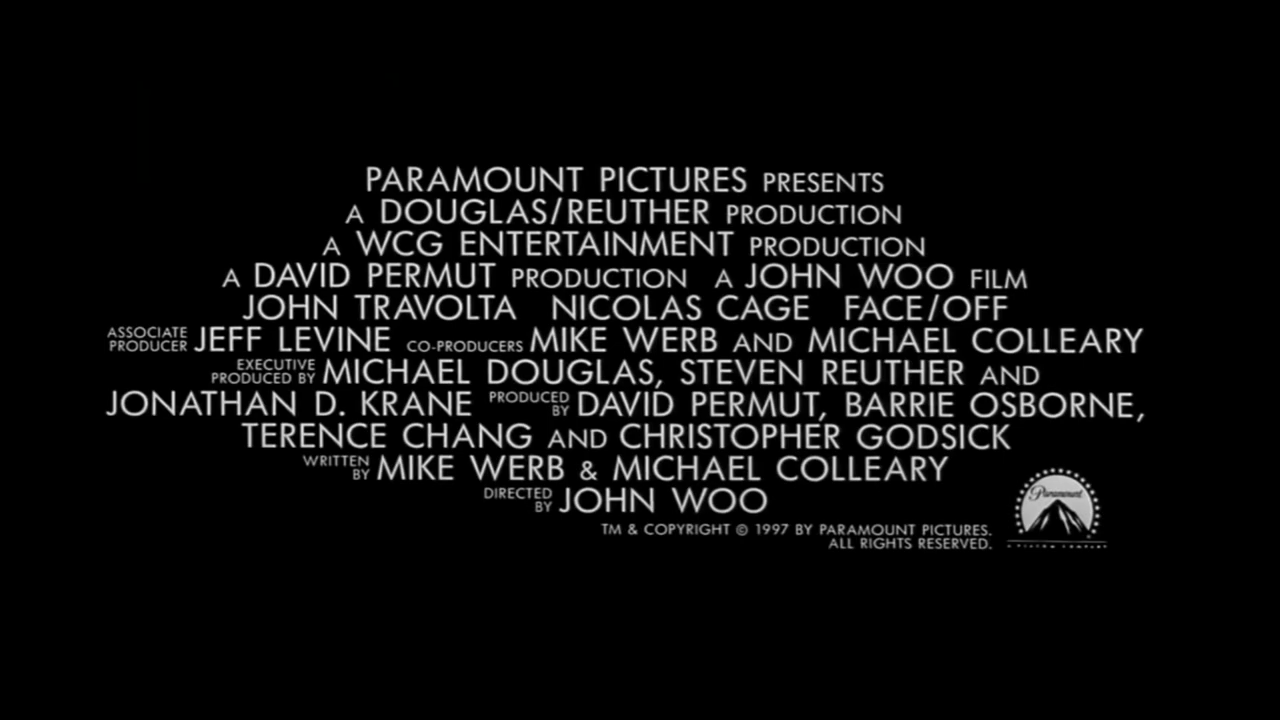 PARAMOUNT PICTURES PRESENTS
A DOUGLAS/REUTHER PRODUCTION
A WCG ENTERTAINMENT PRODUCTION
A DAVID PERMUT PRODUCTION A JOHN WOO FILM
JOHN TRAVOLTA NICOLAS CAGE FACE/OFF
ASSOCIATE PRODUCER JEFF LEVINE CO-PRODUCERS MIKE WERB AND MICHAEL COLLEARY
EXECUTIVE PRODUCED BY MICHAEL DOUGLAS, STEVEN REUTHER AND
JONATHAN D. KRANE PRODUCED BY DAVID PERMUT, BARRIE OSBORNE,
TERENCE CHANG AND CHRISTOPHER GODSICK
WRITTEN BY MIKE WERB & MICHAEL COLLEARY
DIRECTED BY JOHN WOO
TM & COPYRIGHT © 1997 BY PARAMOUNT PICTURES.
ALL RIGHTS RESERVED.
Paramount